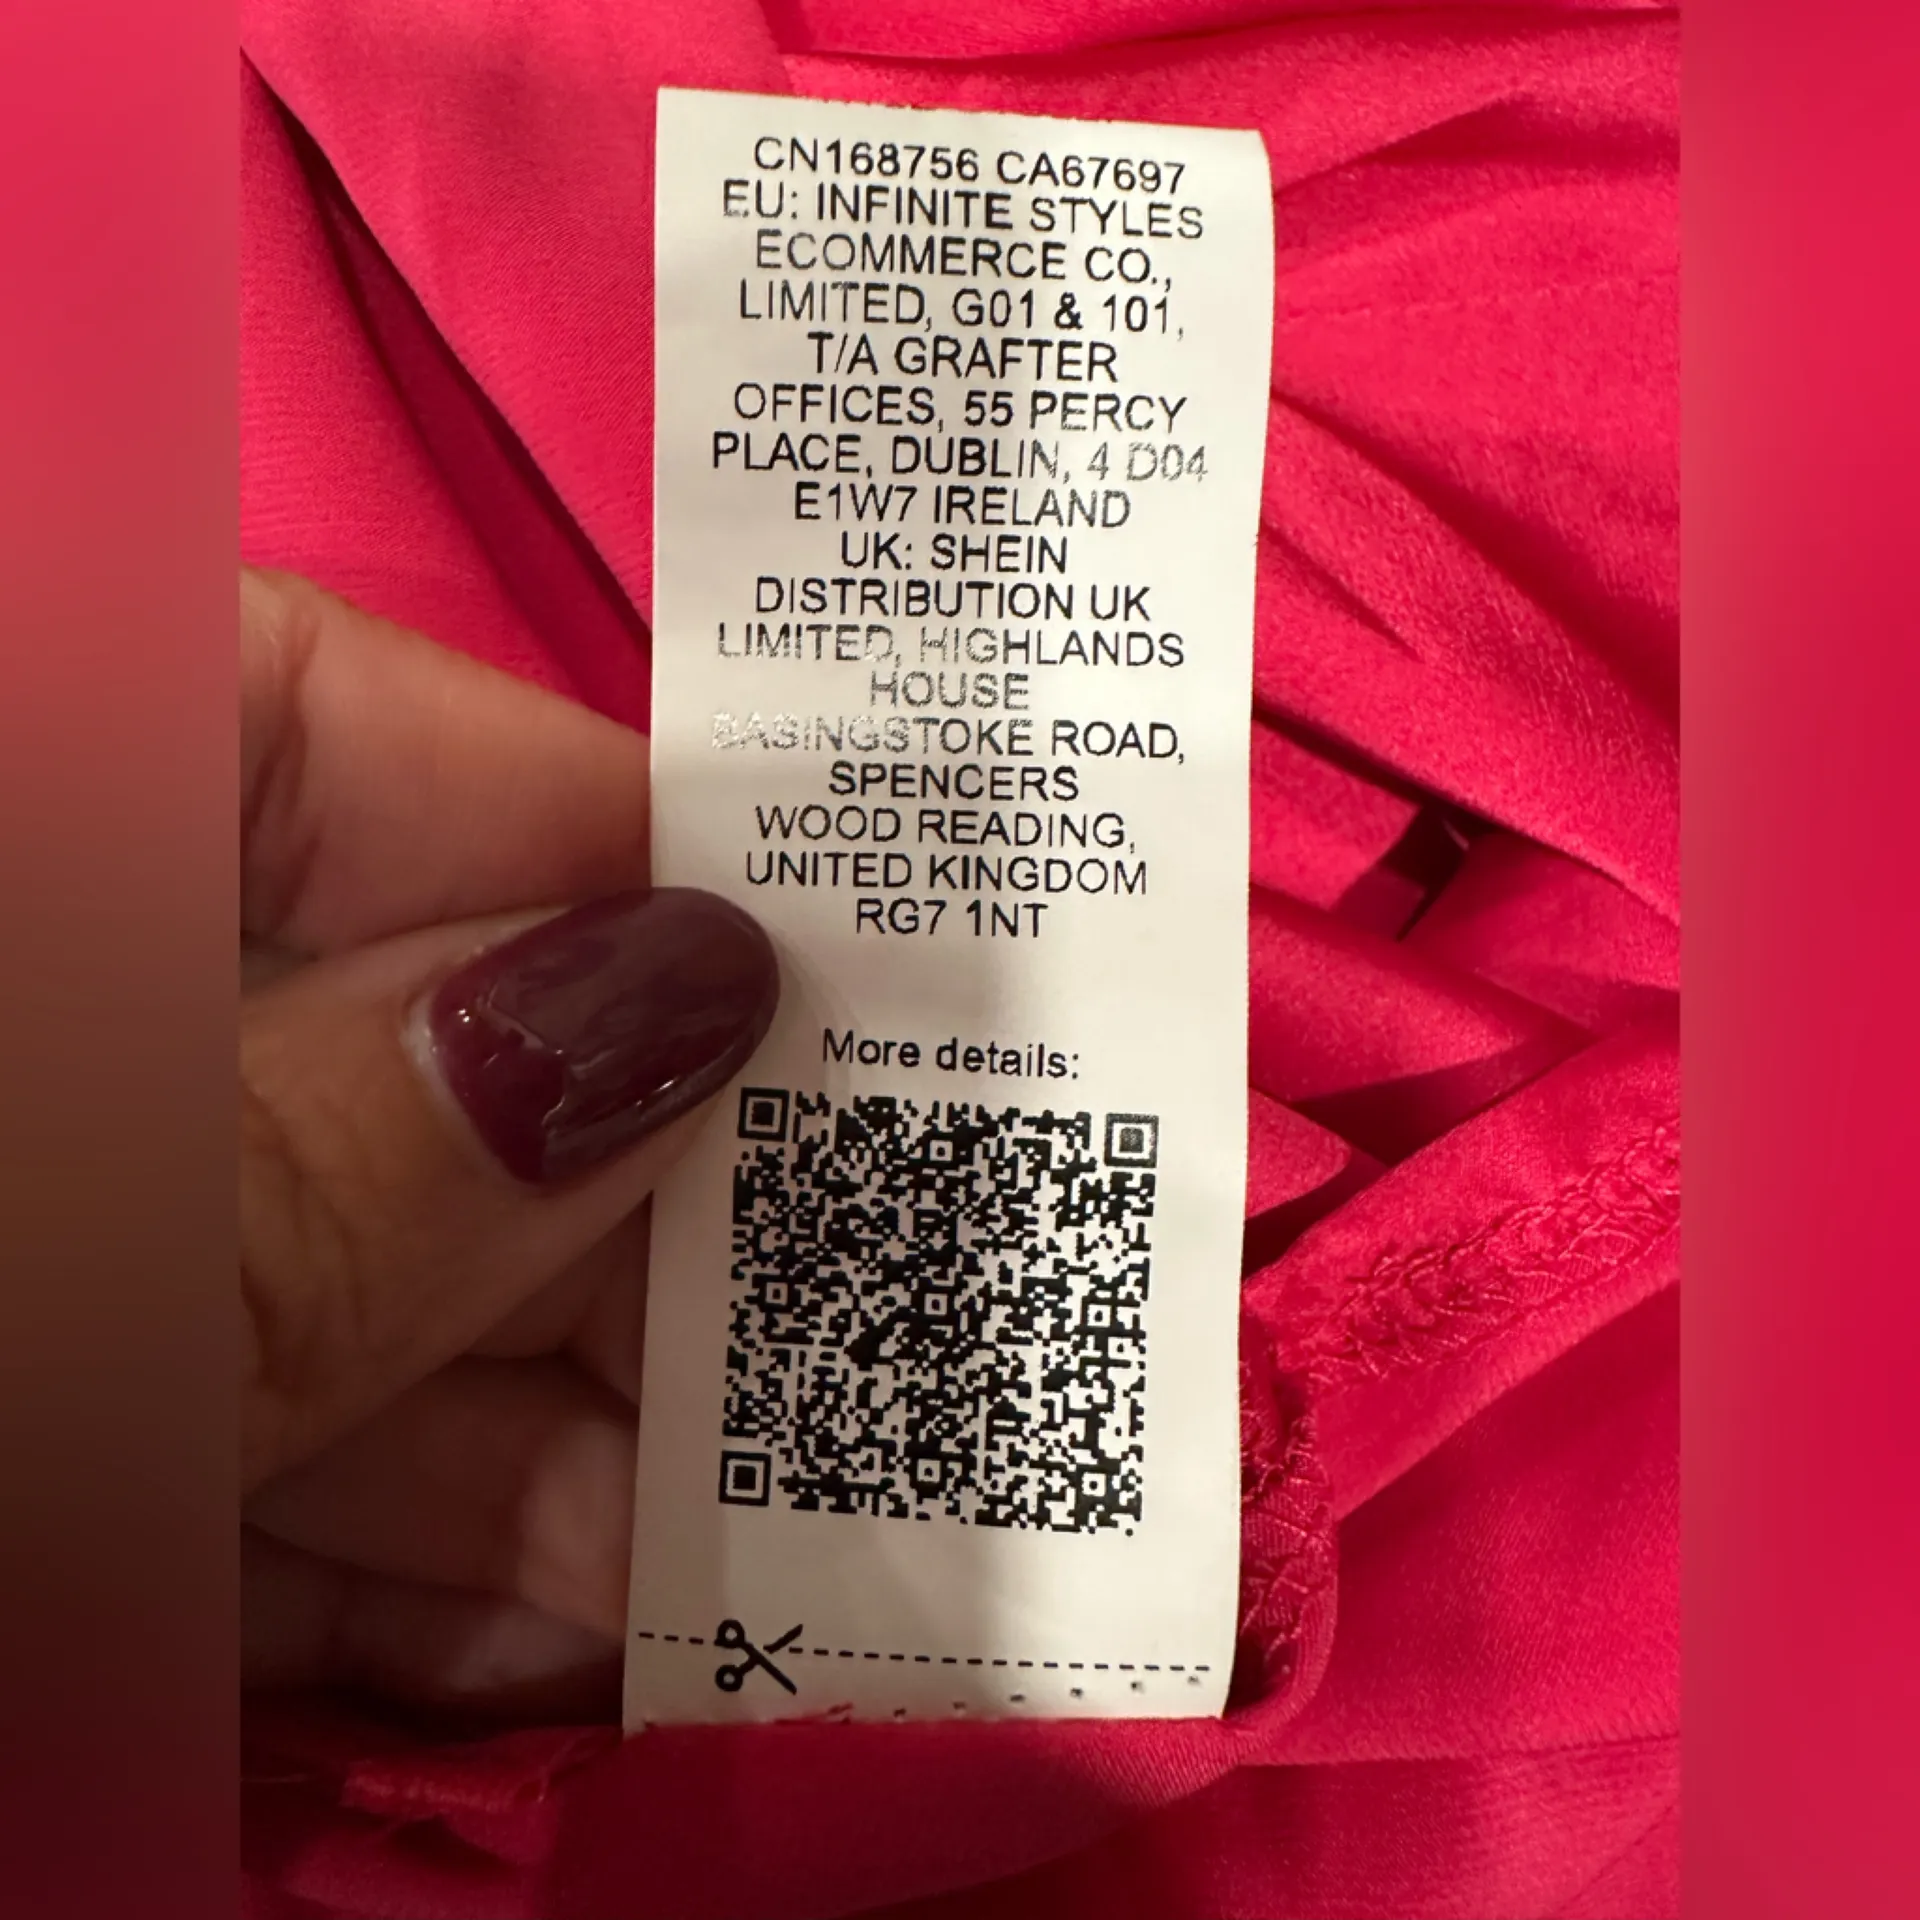 CN168756 CA67697
EU: INFINITE STYLES
ECOMMERCE CO.,
LIMITED, G01 & 101,
T/A GRAFTER
OFFICES, 55 PERCY
PLACE, DUBLIN, 4 D04
E1W7 IRELAND
UK: SHEIN
DISTRIBUTION UK
LIMITED, HIGHLANDS
HOUSE
BASINGSTOKE ROAD,
SPENCERS
WOOD READING,
UNITED KINGDOM
RG7 1NT
More details: